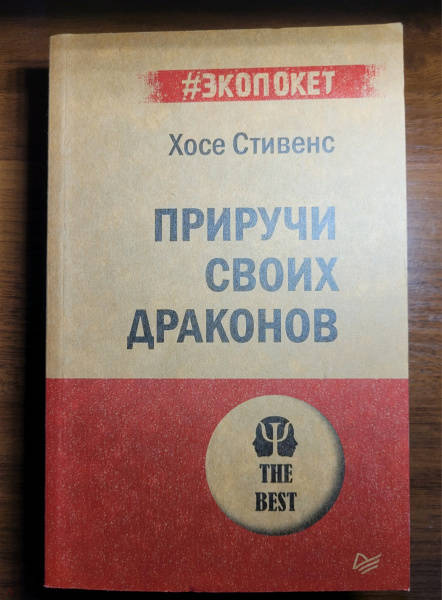 #ЭКОПОКЕТ
Хосе Стивенс
ПРИРУЧИ
СВОИХ
ДРАКОНОВ
Ψ
THE
BEST